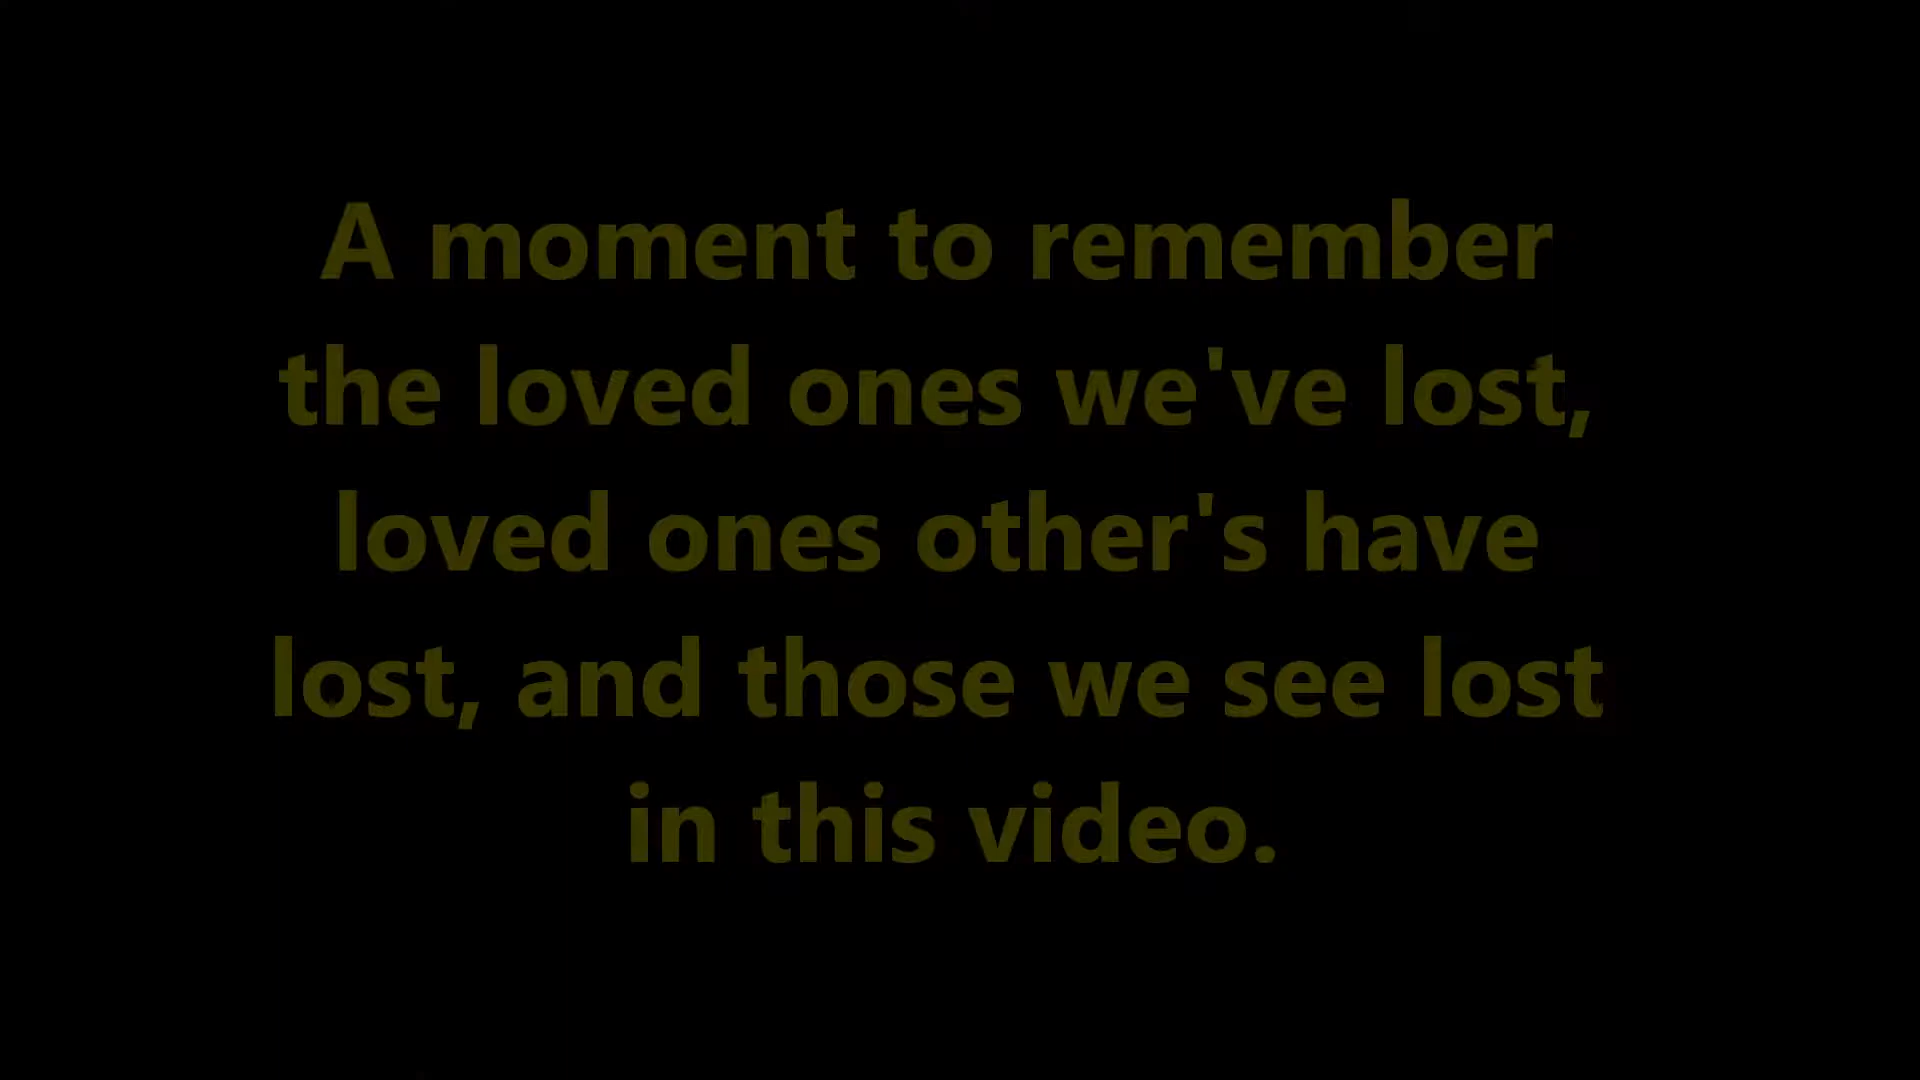 A moment to remember
the loved ones we've lost,
loved ones other's have
lost, and those we see lost
in this video.